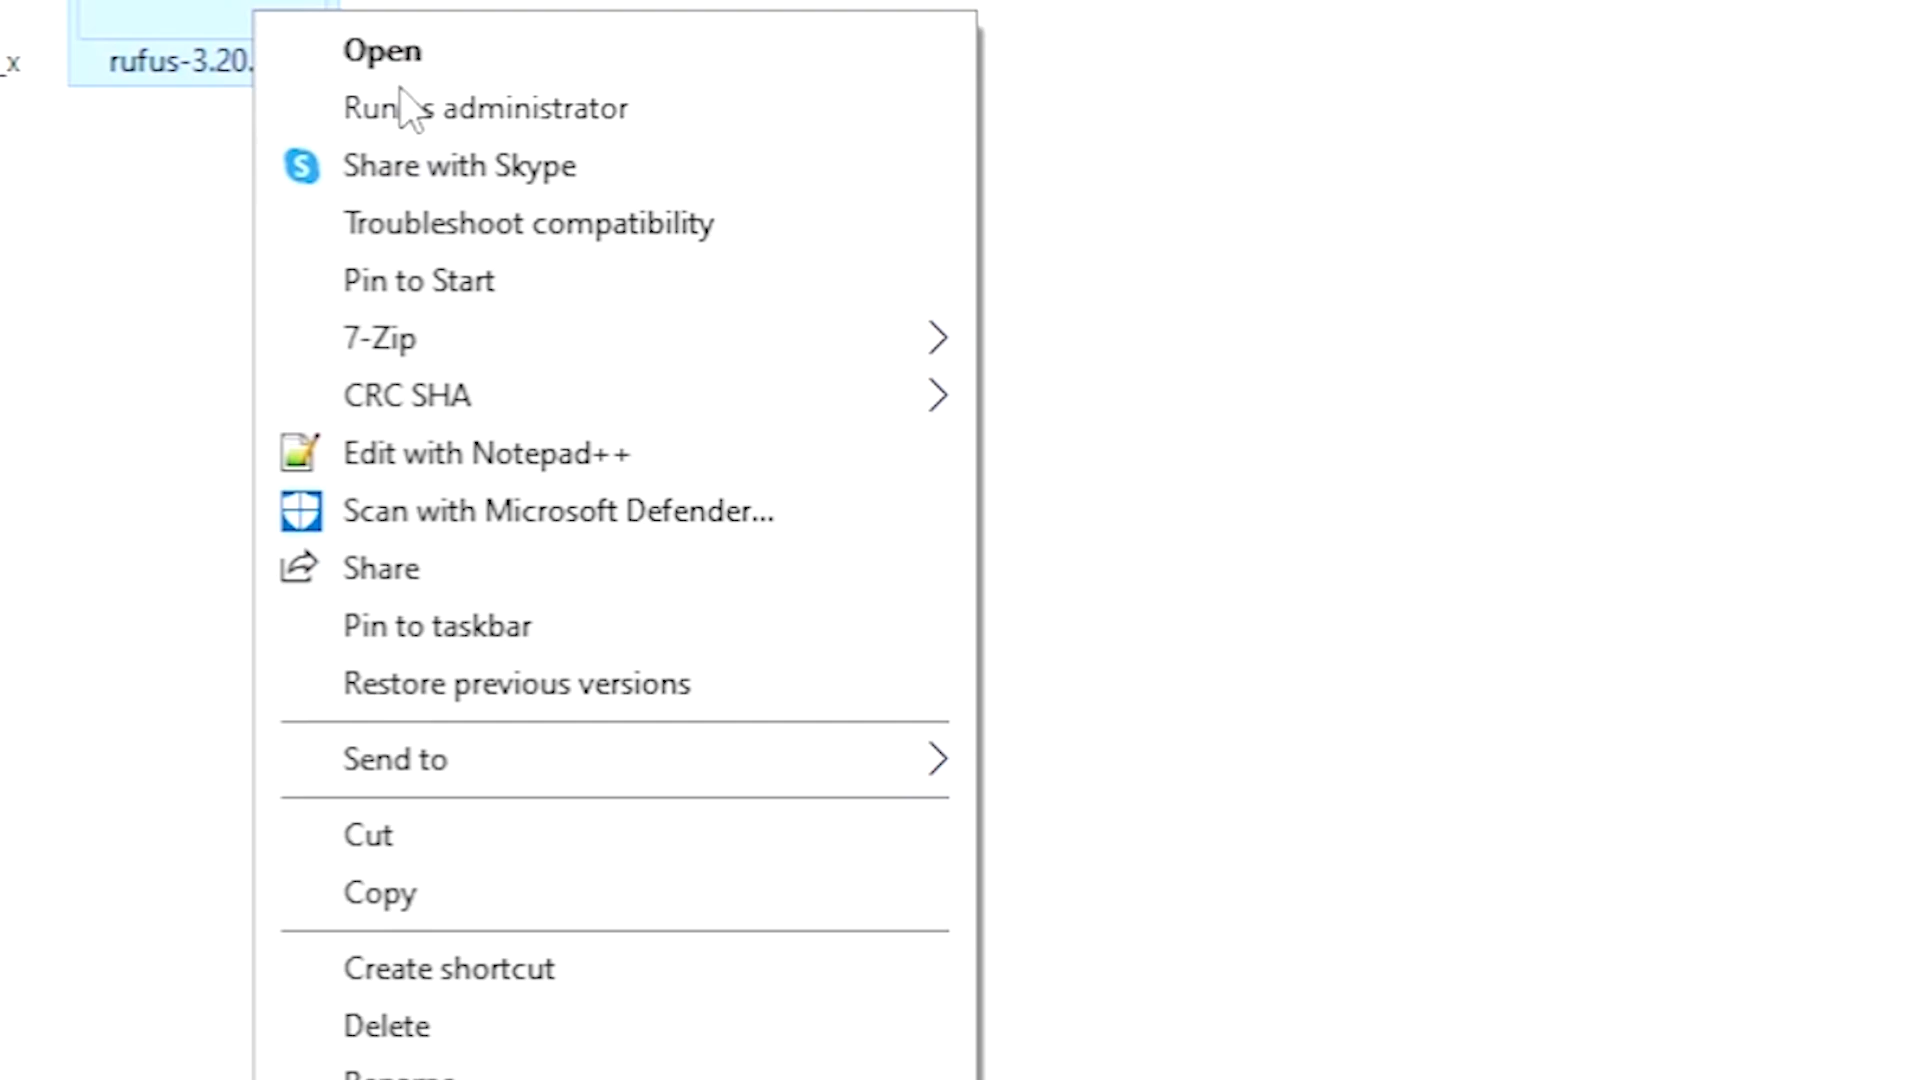 _x
rufus-3.20.
Open
Run s administrator
Share with Skype
Troubleshoot compatibility
Pin to Start
7-Zip
CRC SHA
Edit with Notepad++
Scan with Microsoft Defender...
Share
Pin to taskbar
Restore previous versions
Send to
Cut
Copy
Create shortcut
Delete